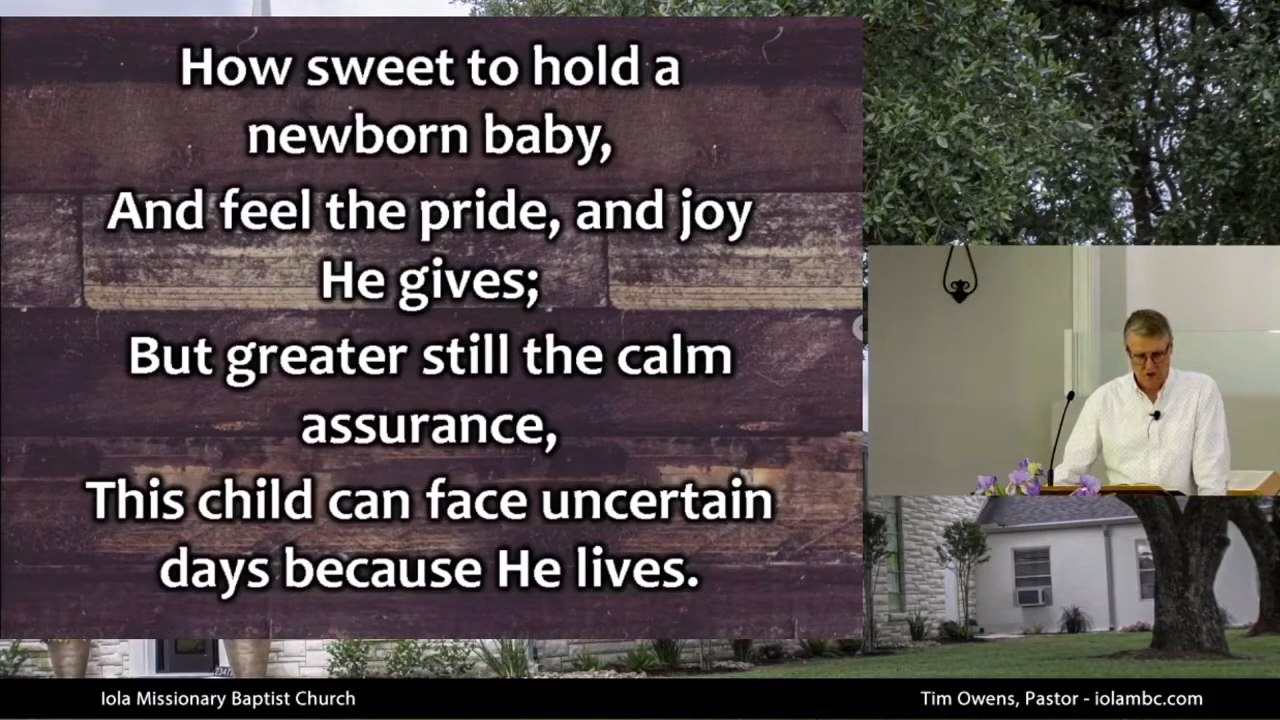 How sweet to hold a
newborn baby,
And feel the pride, and joy
He gives;
But greater still the calm
assurance,
This child can face uncertain
days because He lives.
Iola Missionary Baptist Church
Tim Owens, Pastor - iolambc.com